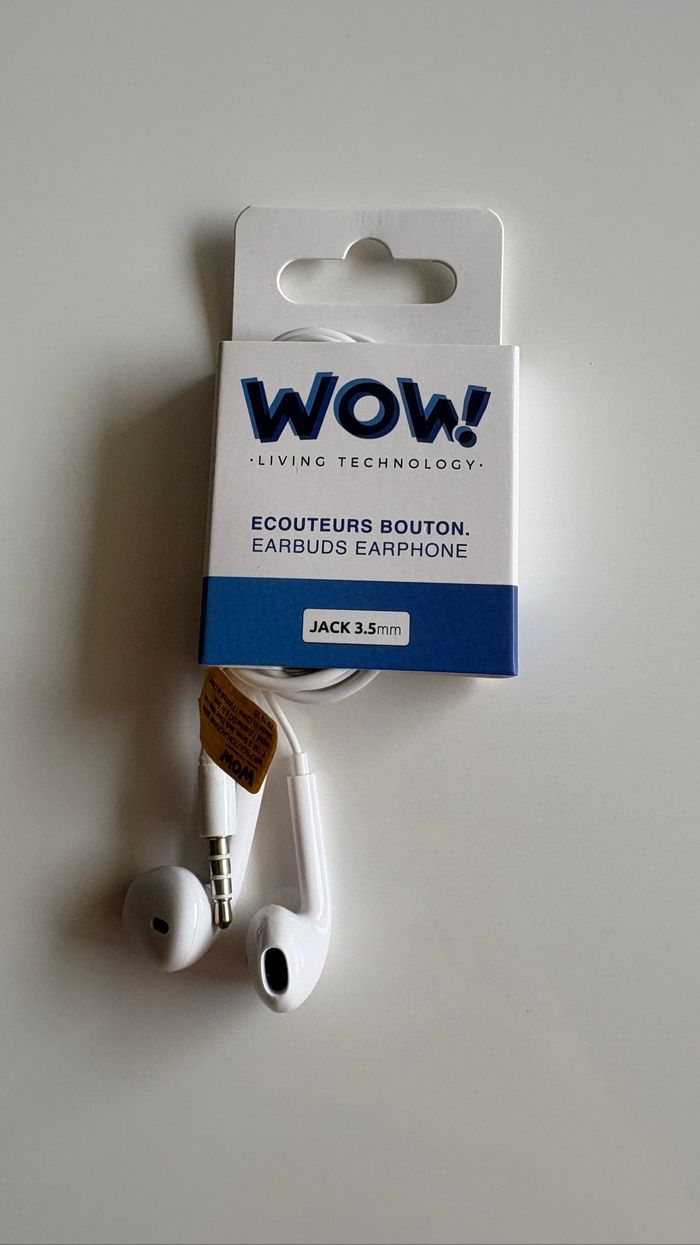 WOW!
·LIVING TECHNOLOGY·
ECOUTEURS BOUTON.
EARBUDS EARPHONE
JACK 3.5mm
WOW